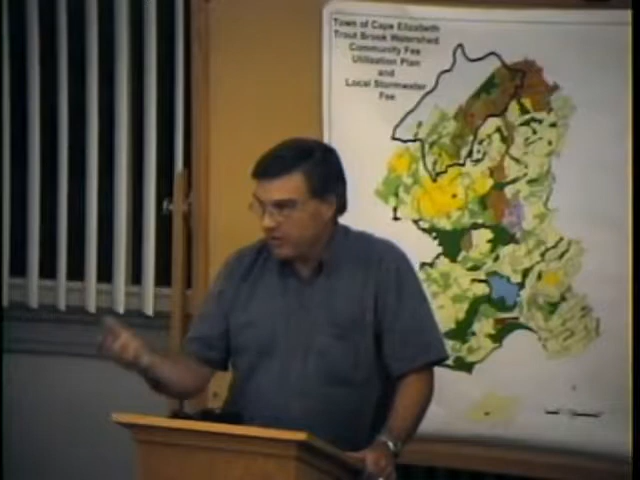 Town of Cape Elizabeth
Trout Brook Watershed
Community Fee
Utilization Plan
and
Local Stormwater
Fee